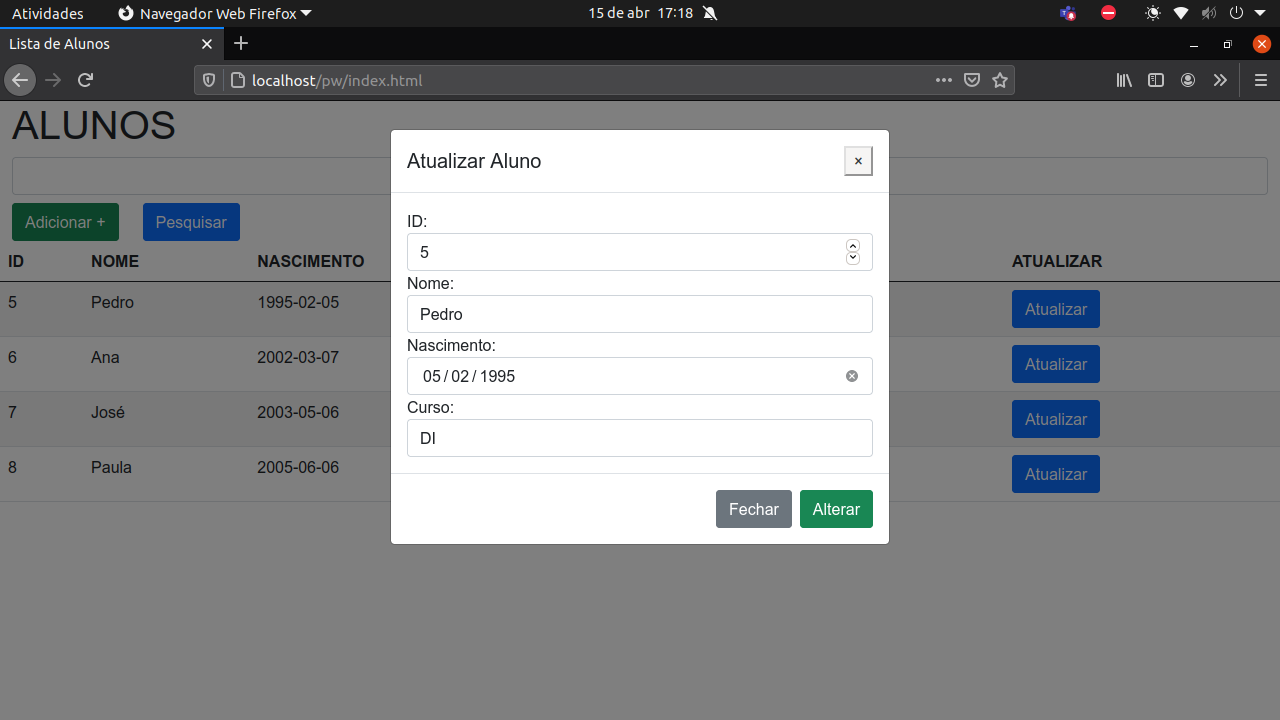 Atividades
Navegador Web Firefox
15 de abr 17:18
Lista de Alunos
localhost/pw/index.html
ALUNOS
Adicionar +
Pesquisar
ID NOME NASCIMENTO ATUALIZAR
5 Pedro 1995-02-05 Atualizar
6 Ana 2002-03-07 Atualizar
7 José 2003-05-06 Atualizar
8 Paula 2005-06-06 Atualizar
Atualizar Aluno
×
ID:
5
Nome:
Pedro
Nascimento:
05 / 02 / 1995
Curso:
DI
Fechar
Alterar